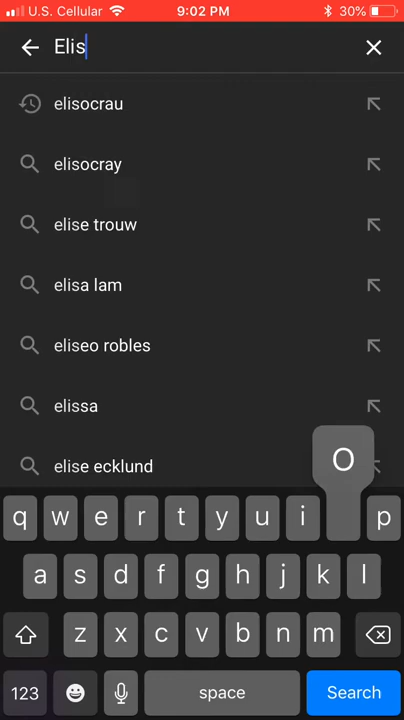 U.S. Cellular 9:02 PM 30%
Elis
elisocrau
elisocray
elise trouw
elisa lam
eliseo robles
elissa
elise ecklund
O
q w e r t y u i p
a s d f g h j k l
z x c v b n m
123 space Search